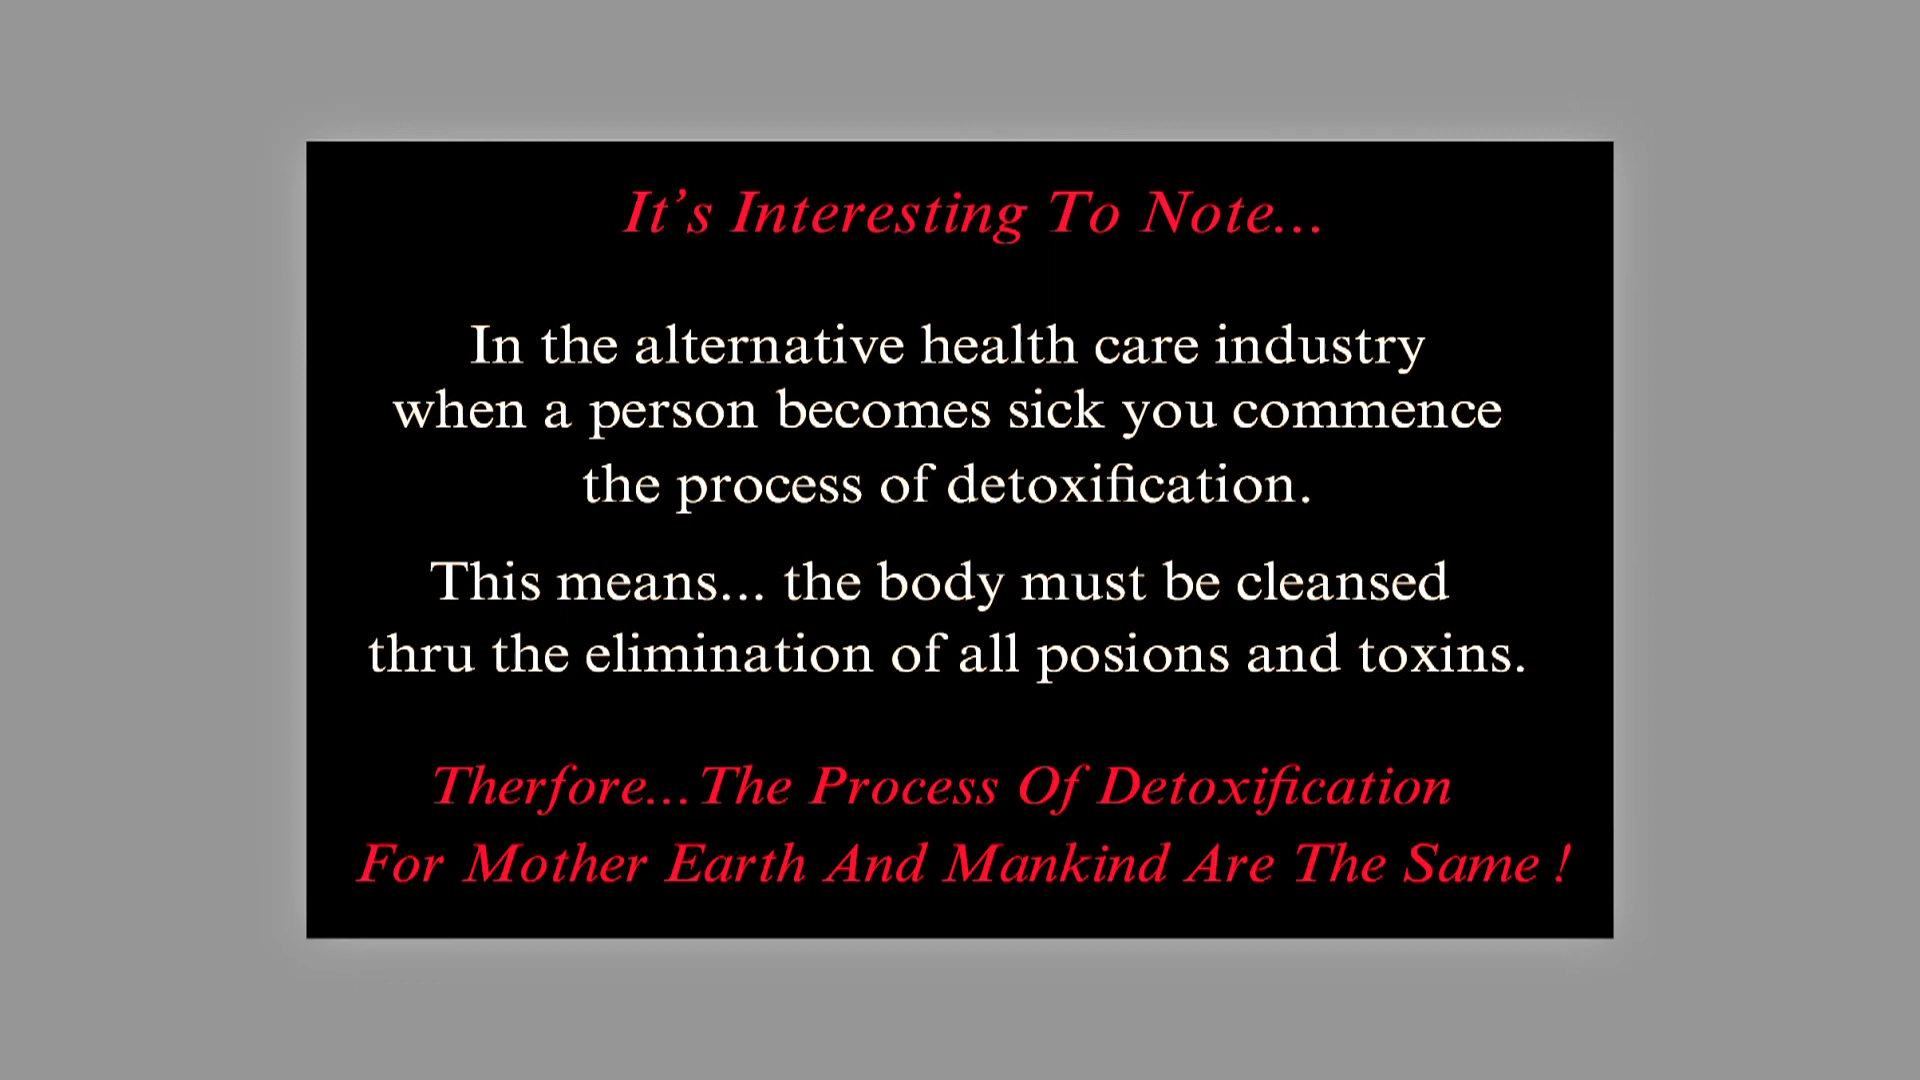 It’s Interesting To Note...
In the alternative health care industry
when a person becomes sick you commence
the process of detoxification.
This means... the body must be cleansed
thru the elimination of all posions and toxins.
Therfore...The Process Of Detoxification
For Mother Earth And Mankind Are The Same !